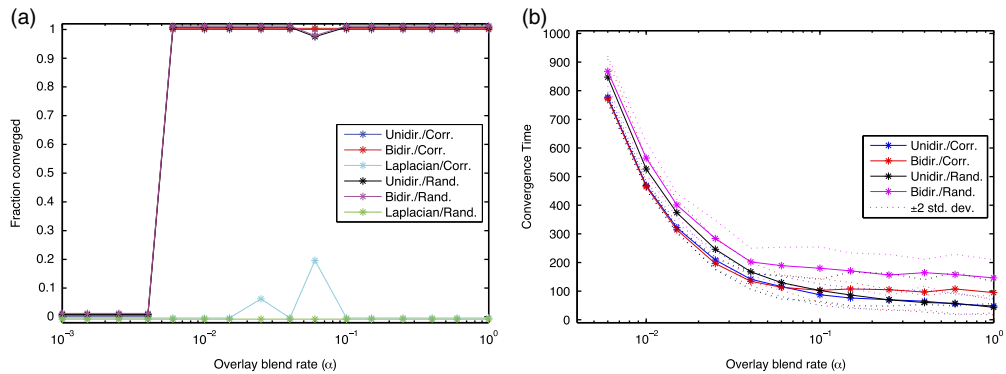 (a)
Fraction converged
1
0.9
0.8
0.7
0.6
0.5
0.4
0.3
0.2
0.1
0
Unidir./Corr.
Bidir./Corr.
Laplacian/Corr.
Unidir./Rand.
Bidir./Rand.
Laplacian/Rand.
10⁻³
10⁻²
10⁻¹
10⁰
Overlay blend rate (α)
(b)
Convergence Time
1000
900
800
700
600
500
400
300
200
100
0
Unidir./Corr.
Bidir./Corr.
Unidir./Rand.
Bidir./Rand.
±2 std. dev.
10⁻²
10⁻¹
10⁰
Overlay blend rate (α)